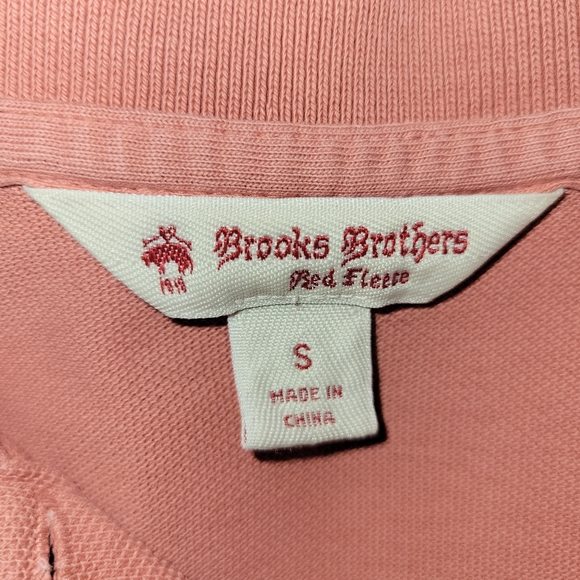 Brooks Brothers
Red Fleece
1818
S
MADE IN
CHINA